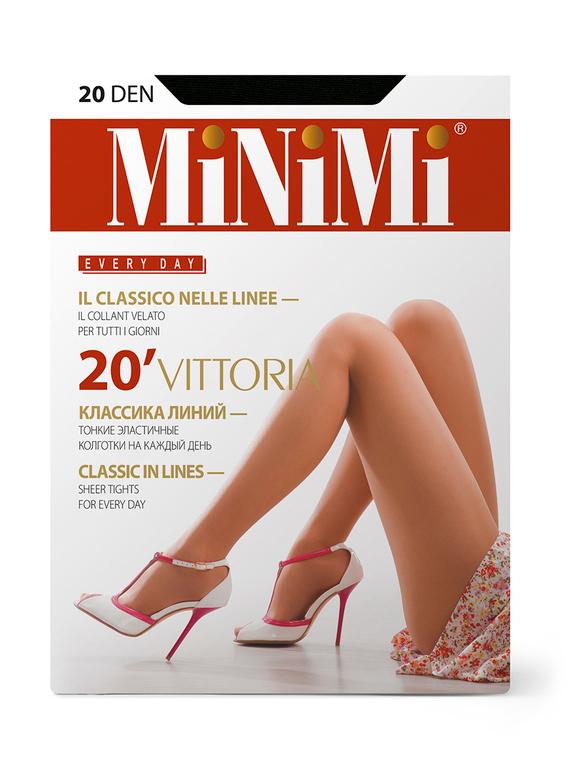 20 DEN
MiNiMi®
EVERY DAY
IL CLASSICO NELLE LINEE —
IL COLLANT VELATO
PER TUTTI I GIORNI
20’ VITTORIA
КЛАССИКА ЛИНИЙ —
ТОНКИЕ ЭЛАСТИЧНЫЕ
КОЛГОТКИ НА КАЖДЫЙ ДЕНЬ
CLASSIC IN LINES —
SHEER TIGHTS
FOR EVERY DAY